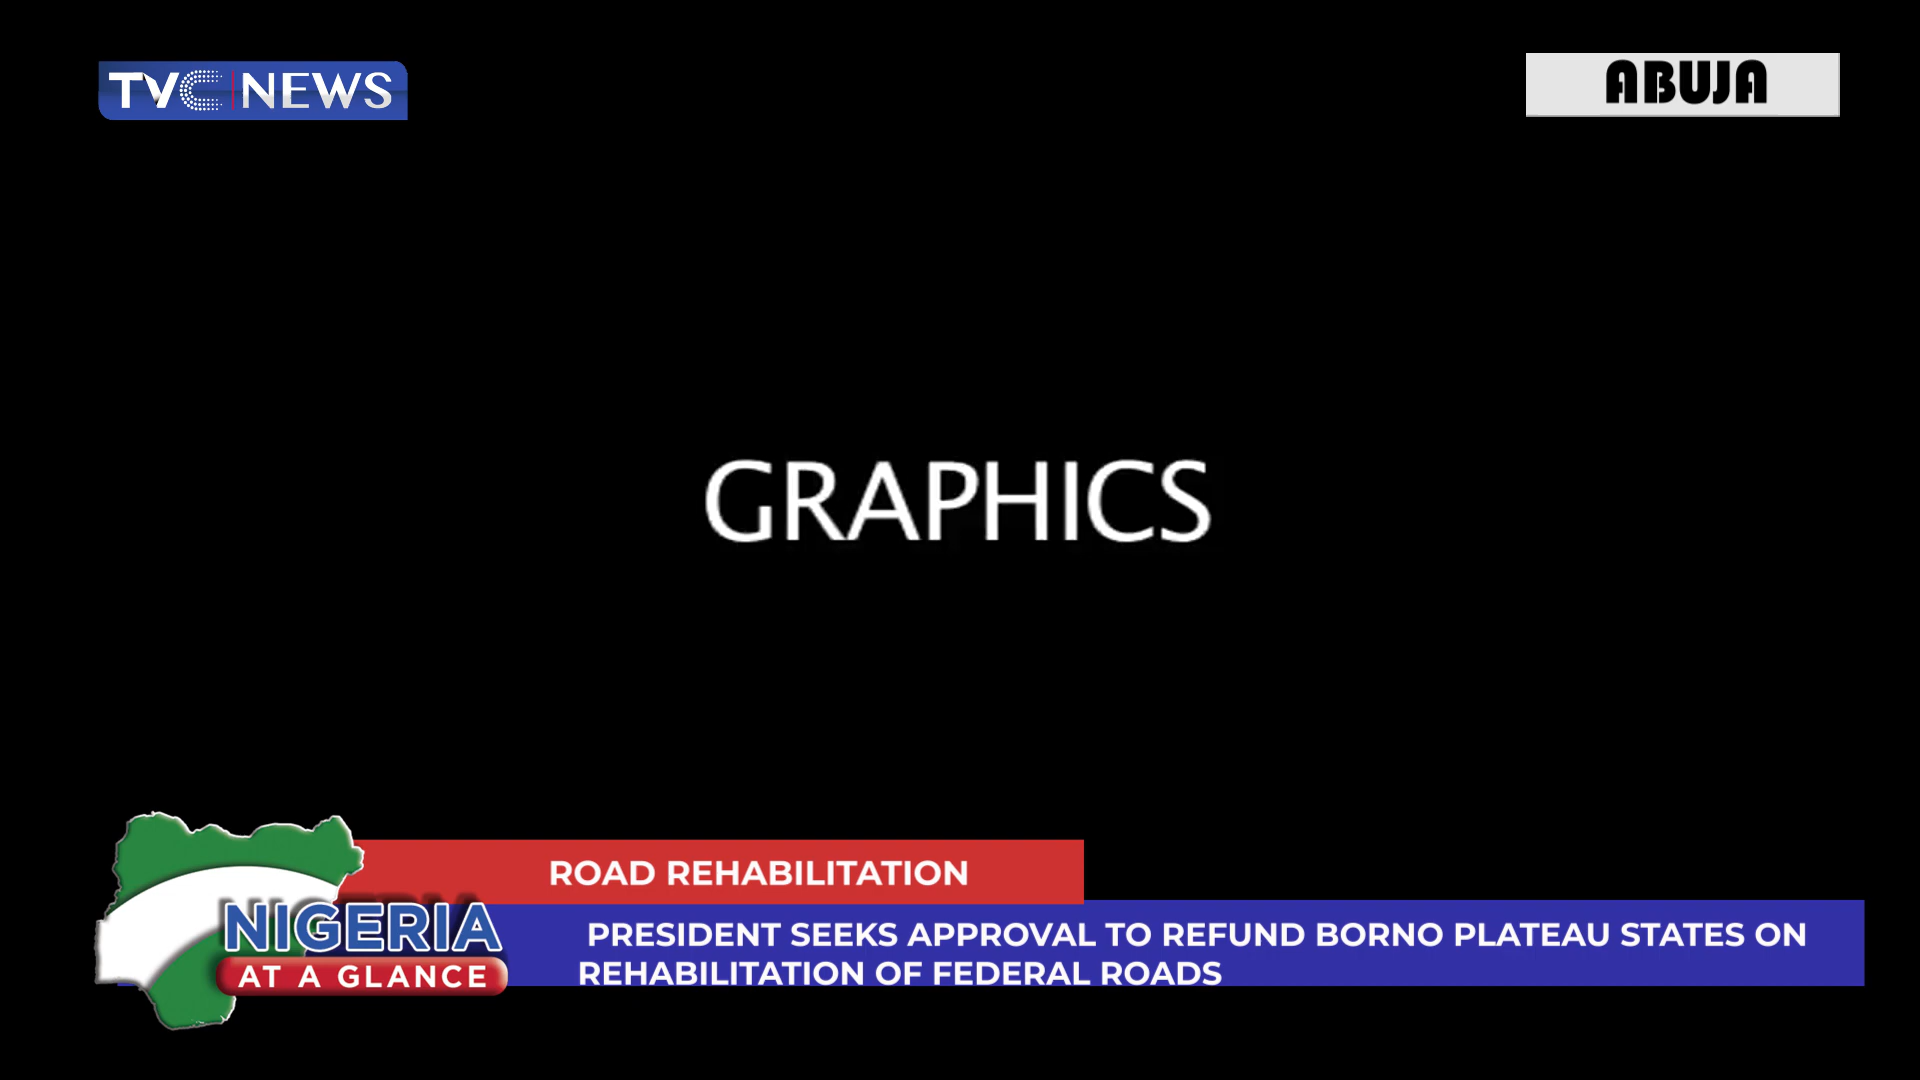 TVC NEWS
ABUJA
GRAPHICS
ROAD REHABILITATION
PRESIDENT SEEKS APPROVAL TO REFUND BORNO PLATEAU STATES ON
REHABILITATION OF FEDERAL ROADS
NIGERIA
AT A GLANCE